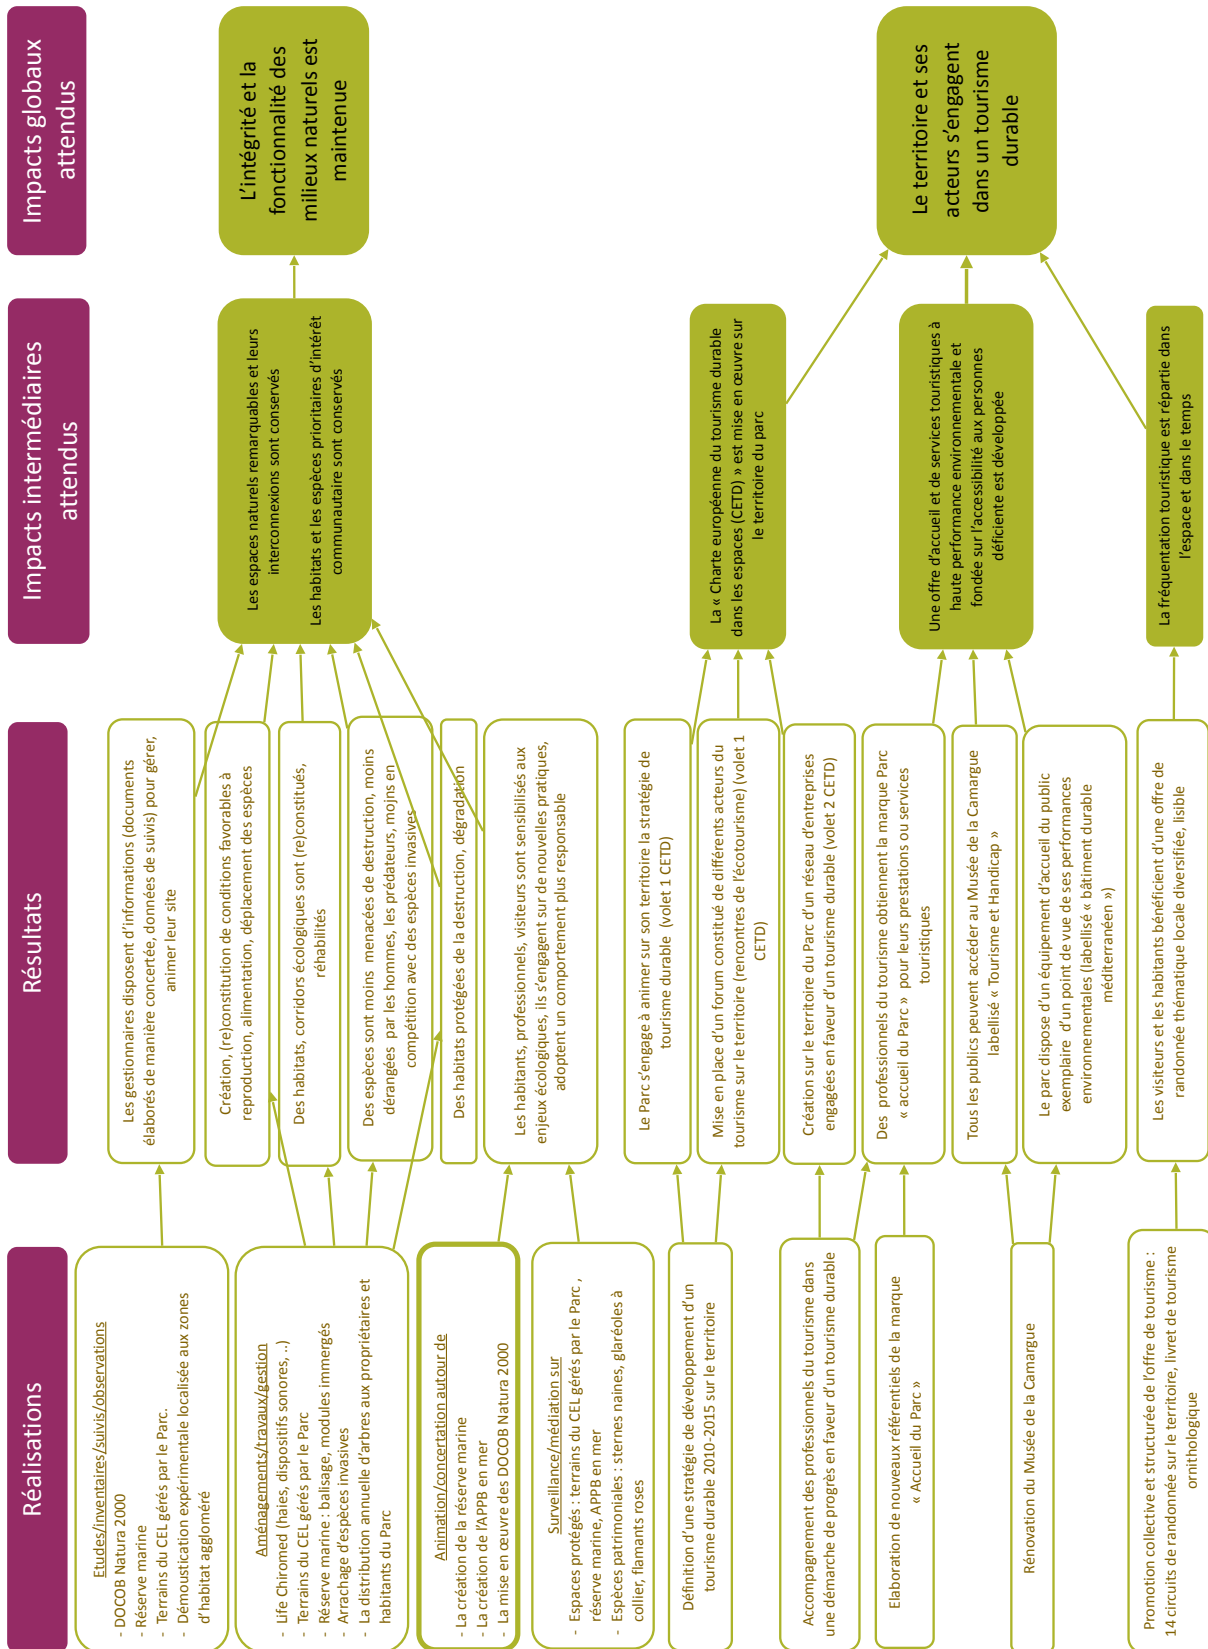 Réalisations
Résultats
Impacts intermédiaires
attendus
Impacts globaux
attendus
Etudes/inventaires/suivis/observations
- DOCOB Natura 2000
- Réserve marine
- Terrains du CEL gérés par le Parc.
- Démoustication expérimentale localisée aux zones
d'habitat aggloméré
Aménagements/travaux/gestion
- Life Chiromed (haies, dispositifs sonores, ..)
- Terrains du CEL gérés par le Parc
- Réserve marine : balisage, modules immergés
- Arrachage d'espèces invasives
- La distribution annuelle d'arbres aux propriétaires et
habitants du Parc
Animation/concertation autour de
- La création de la réserve marine
- La création de l'APPB en mer
- La mise en œuvre des DOCOB Natura 2000
Surveillance/médiation sur
- Espaces protégés : terrains du CEL gérés par le Parc ,
réserve marine, APPB en mer
- Espèces patrimoniales : sternes naines, glaréoles à
collier, flamants roses
Définition d'une stratégie de développement d'un
tourisme durable 2010-2015 sur le territoire
Accompagnement des professionnels du tourisme dans
une démarche de progrès en faveur d'un tourisme durable
Elaboration de nouveaux référentiels de la marque
« Accueil du Parc »
Rénovation du Musée de la Camargue
Promotion collective et structurée de l'offre de tourisme :
14 circuits de randonnée sur le territoire, livret de tourisme
ornithologique
Les gestionnaires disposent d'informations (documents
élaborés de manière concertée, données de suivis) pour gérer,
animer leur site
Création, (re)constitution de conditions favorables à
reproduction, alimentation, déplacement des espèces
Des habitats, corridors écologiques sont (re)constitués,
réhabilités
Des espèces sont moins menacées de destruction, moins
dérangées par les hommes, les prédateurs, moins en
compétition avec des espèces invasives
Des habitats protégées de la destruction, dégradation
Les habitants, professionnels, visiteurs sont sensibilisés aux
enjeux écologiques, ils s'engagent sur de nouvelles pratiques,
adoptent un comportement plus responsable
Le Parc s'engage à animer sur son territoire la stratégie de
tourisme durable (volet 1 CETD)
Mise en place d'un forum constitué de différents acteurs du
tourisme sur le territoire (rencontres de l'écotourisme) (volet 1
CETD)
Création sur le territoire du Parc d'un réseau d'entreprises
engagées en faveur d'un tourisme durable (volet 2 CETD)
Des professionnels du tourisme obtiennent la marque Parc
« accueil du Parc » pour leurs prestations ou services
touristiques
Tous les publics peuvent accéder au Musée de la Camargue
labellisé « Tourisme et Handicap »
Le parc dispose d'un équipement d'accueil du public
exemplaire d'un point de vue de ses performances
environnementales (labellisé « bâtiment durable
méditerranéen »)
Les visiteurs et les habitants bénéficient d'une offre de
randonnée thématique locale diversifiée, lisible
Les espaces naturels remarquables et leurs
interconnexions sont conservés
Les habitats et les espèces prioritaires d'intérêt
communautaire sont conservés
La « Charte européenne du tourisme durable
dans les espaces (CETD) » est mise en œuvre sur
le territoire du parc
Une offre d'accueil et de services touristiques à
haute performance environnementale et
fondée sur l'accessibilité aux personnes
déficiente est développée
La fréquentation touristique est répartie dans
l'espace et dans le temps
L'intégrité et la
fonctionnalité des
milieux naturels est
maintenue
Le territoire et ses
acteurs s'engagent
dans un tourisme
durable